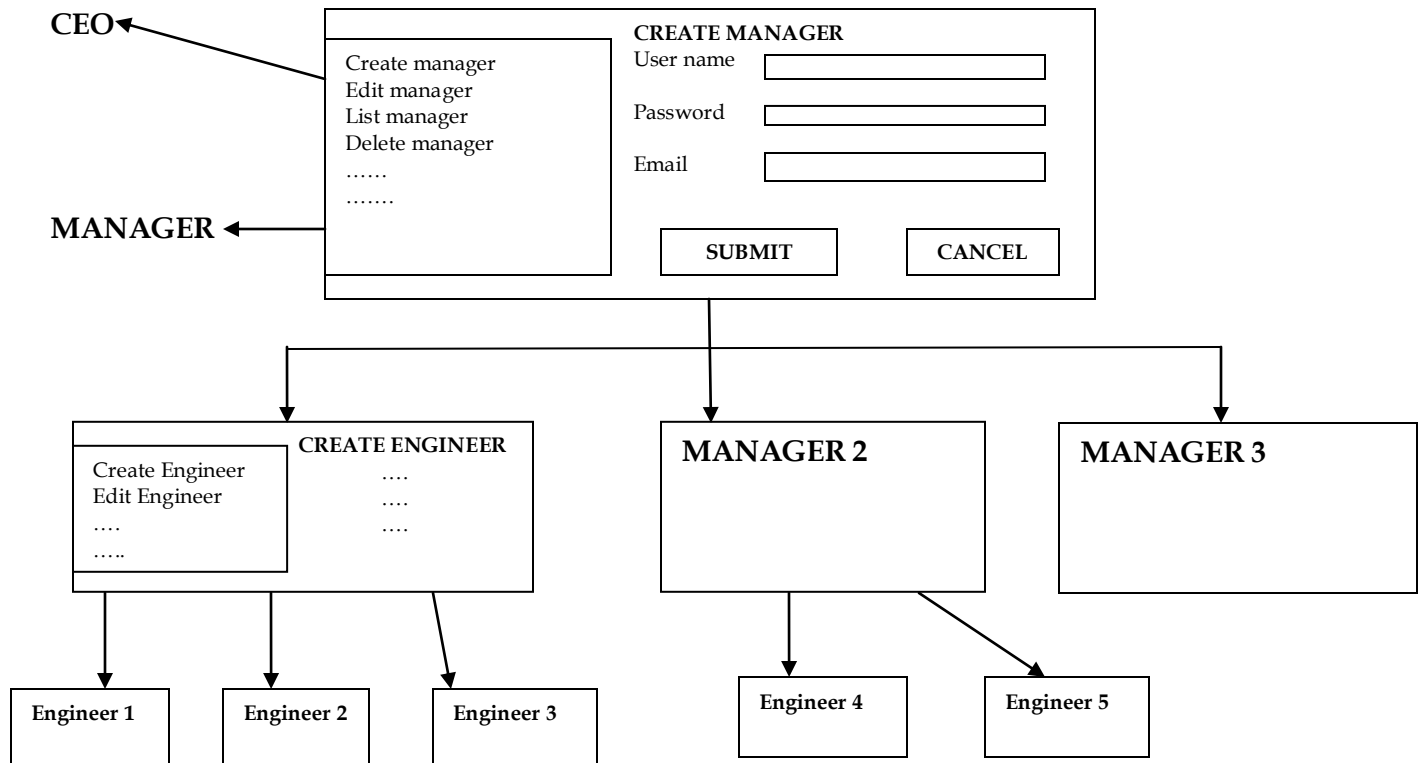 CEO
CREATE MANAGER
Create manager
Edit manager
List manager
Delete manager
……
…….
User name
Password
Email
MANAGER
SUBMIT
CANCEL
CREATE ENGINEER
Create Engineer
Edit Engineer
….
…..
….
….
….
MANAGER 2
MANAGER 3
Engineer 1
Engineer 2
Engineer 3
Engineer 4
Engineer 5